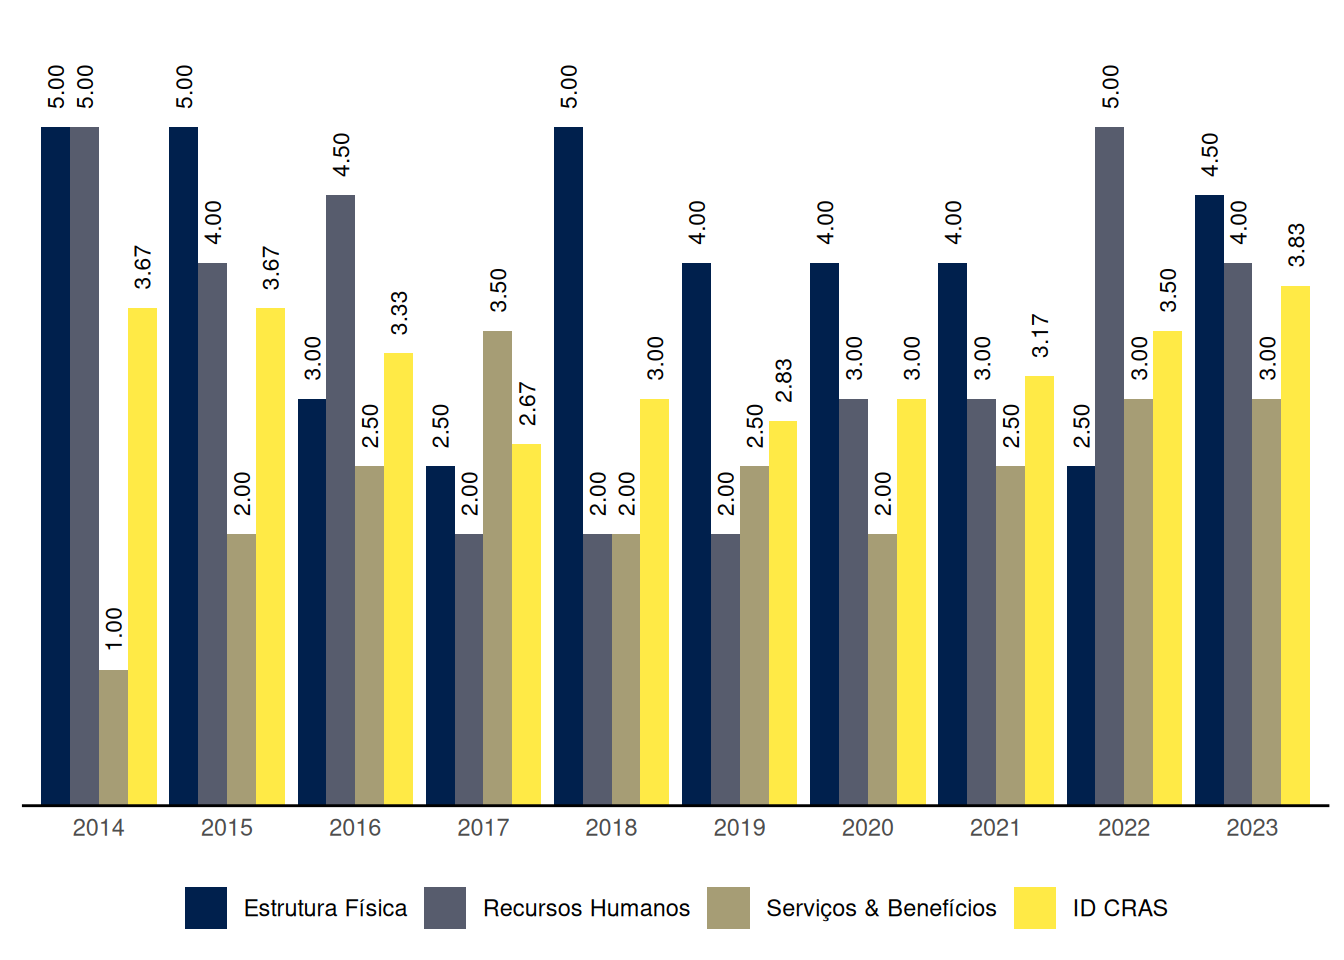 5.00 5.00 1.00 3.67
5.00 4.00 2.00 3.67
3.00 4.50 2.50 3.33
2.50 2.00 3.50 2.67
5.00 2.00 2.00 3.00
4.00 2.00 2.50 2.83
4.00 3.00 2.00 3.00
4.00 3.00 2.50 3.17
2.50 5.00 3.00 3.50
4.50 4.00 3.00 3.83
2014 2015 2016 2017 2018 2019 2020 2021 2022 2023
Estrutura Física Recursos Humanos Serviços & Benefícios ID CRAS